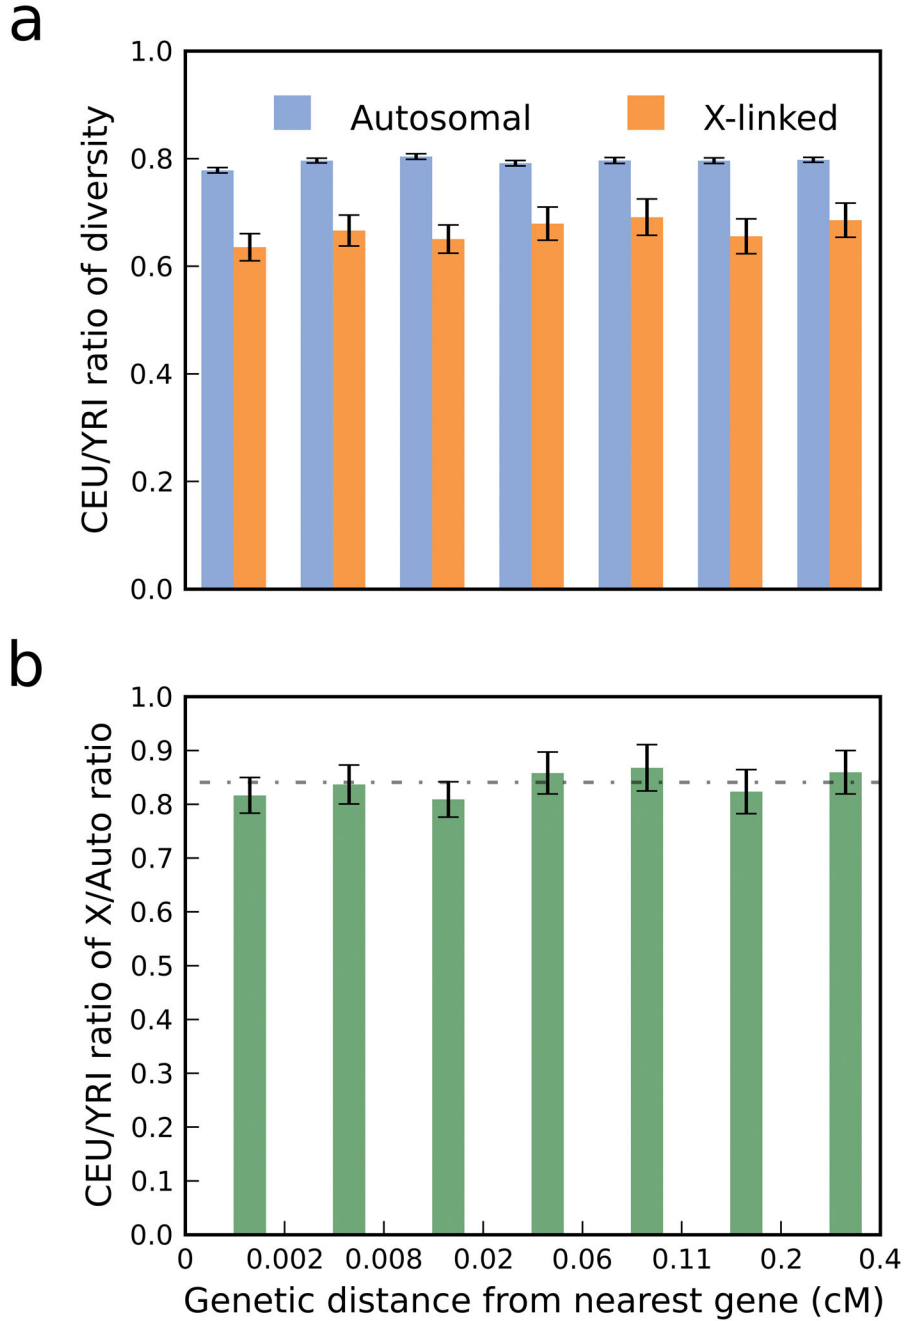 a
CEU/YRI ratio of diversity
1.0
0.8
0.6
0.4
0.2
0.0
Autosomal
X-linked
b
CEU/YRI ratio of X/Auto ratio
1.0
0.9
0.8
0.7
0.6
0.5
0.4
0.3
0.2
0.1
0.0
0 0.002 0.008 0.02 0.06 0.11 0.2 0.4
Genetic distance from nearest gene (cM)